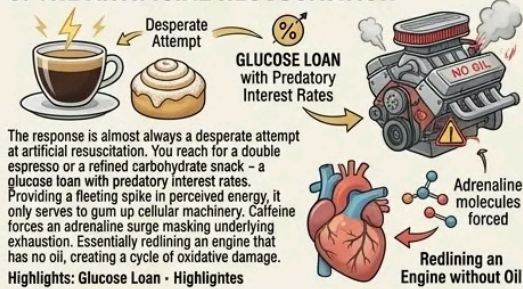 Desperate
Attempt
%
GLUCOSE LOAN
with Predatory
Interest Rates
NO OIL
The response is almost always a desperate attempt
at artificial resuscitation. You reach for a double
espresso or a refined carbohydrate snack – a
glucase loan with predatory interest rates.
Providing a fleeting spike in perceived energy, it
only serves to gum up cellular machinery. Caffeine
forces an adrenaline surge masking underlying
exhaustion. Essentially redlining an engine that
has no oii, creating a cycle of oxidative damage.
Highlights: Glucose Loan - Highlightes
Adrenaline
molecules
forced
Redlining an
Engine without Oil